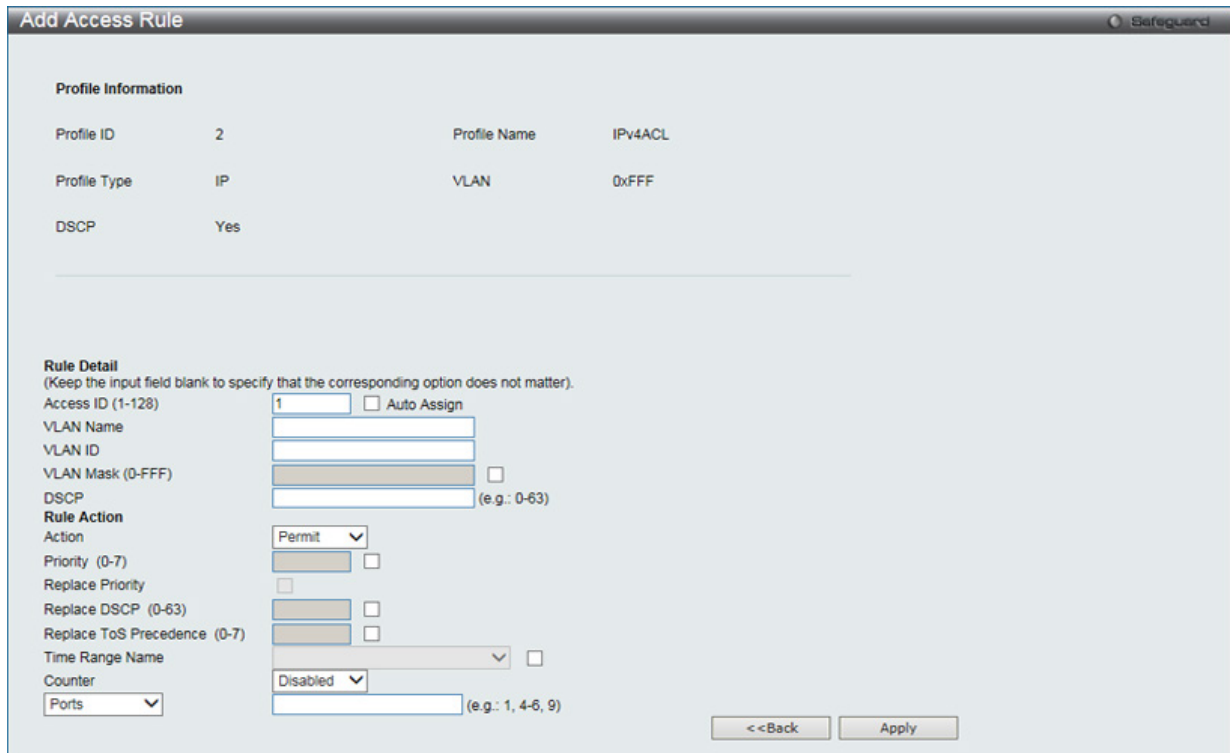 Add Access Rule Safeguard
Profile Information
Profile ID 2 Profile Name IPv4ACL
Profile Type IP VLAN 0xFFF
DSCP Yes
Rule Detail
(Keep the input field blank to specify that the corresponding option does not matter).
Access ID (1-128) 1 Auto Assign
VLAN Name
VLAN ID
VLAN Mask (0-FFF)
DSCP (e.g.: 0-63)
Rule Action
Action Permit
Priority (0-7)
Replace Priority
Replace DSCP (0-63)
Replace ToS Precedence (0-7)
Time Range Name
Counter Disabled
Ports (e.g.: 1, 4-6, 9)
<<Back Apply